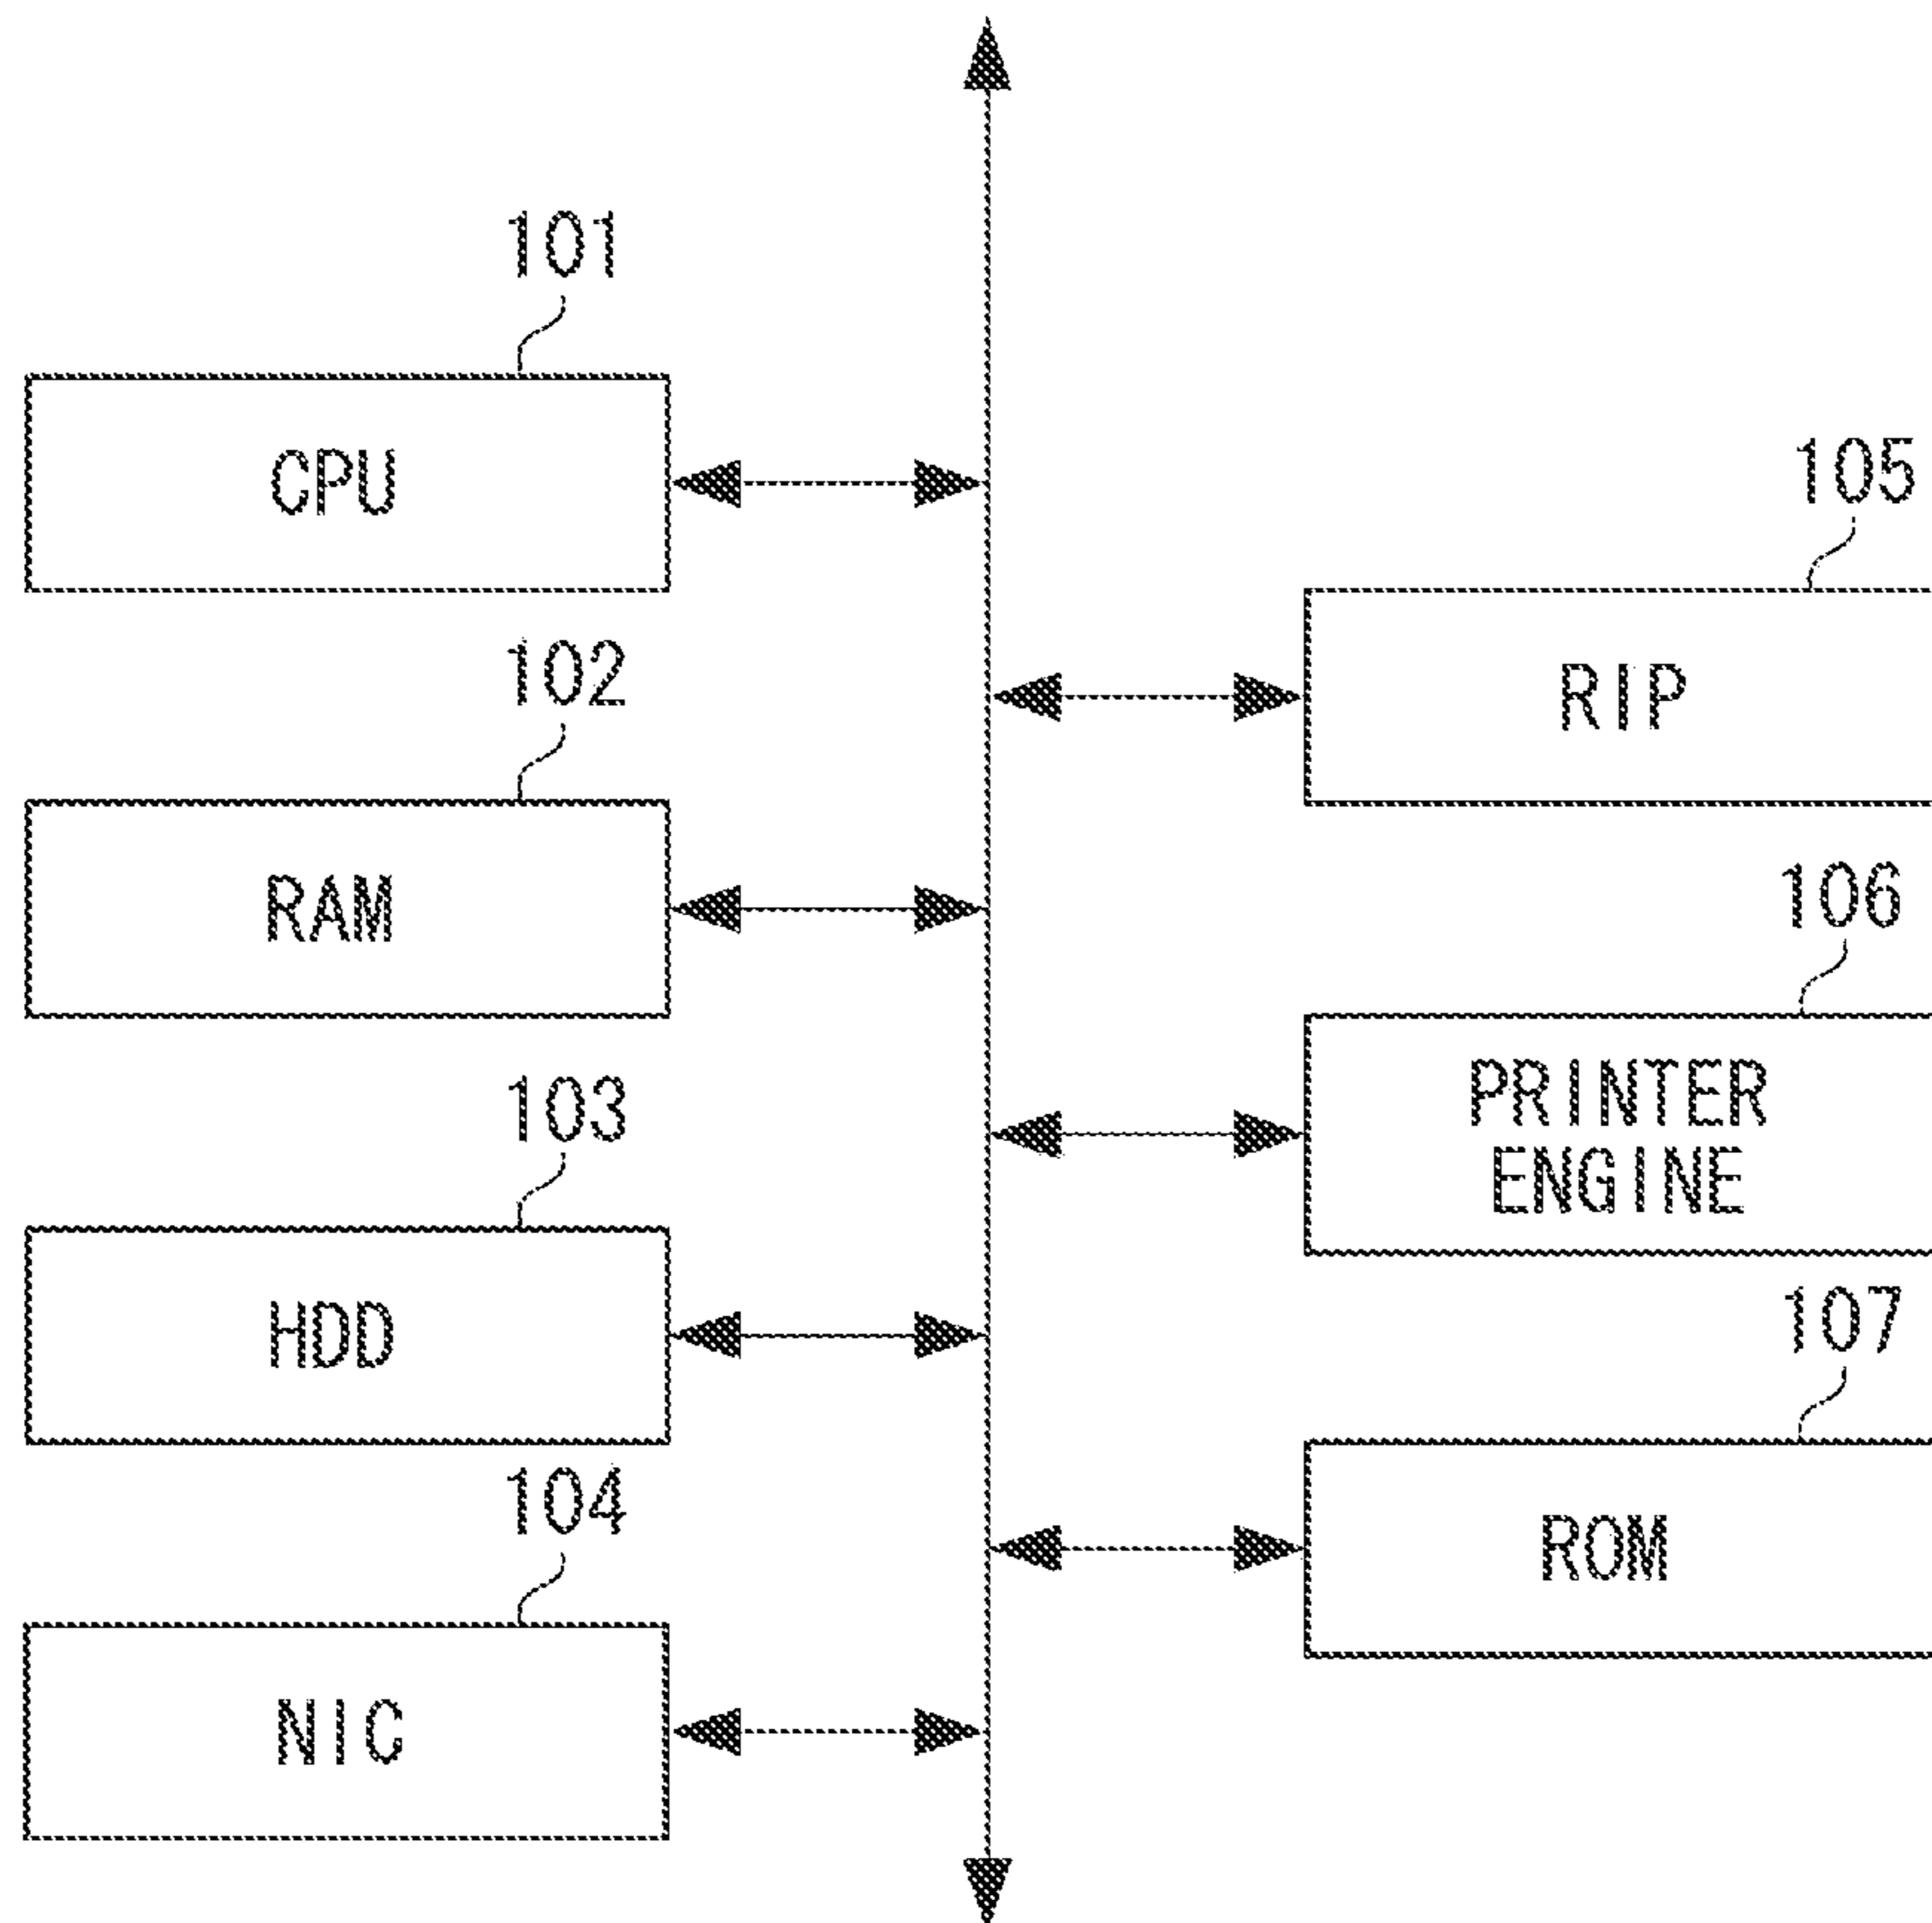 101
CPU
102
RAM
103
HDD
104
NIC
105
RIP
106
PRINTER
ENGINE
107
ROM